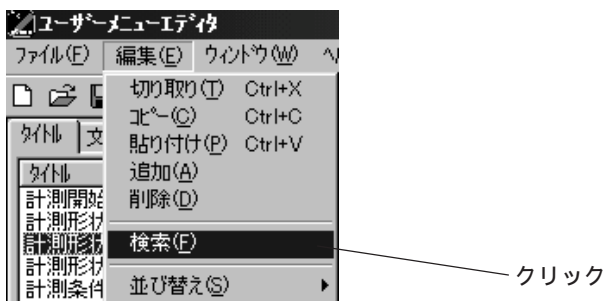 ユーザーメニューエディタ
ファイル(F) 編集(E) ウィンドウ(W) ヘル
切り取り(T) Ctrl+X
コピー(C) Ctrl+C
貼り付け(P) Ctrl+V
追加(A)
削除(D)
検索(F)
並び替え(S)
タイトル 文
タイトル
計測開始
計測形状
計測形状
計測形状
計測条件
クリック